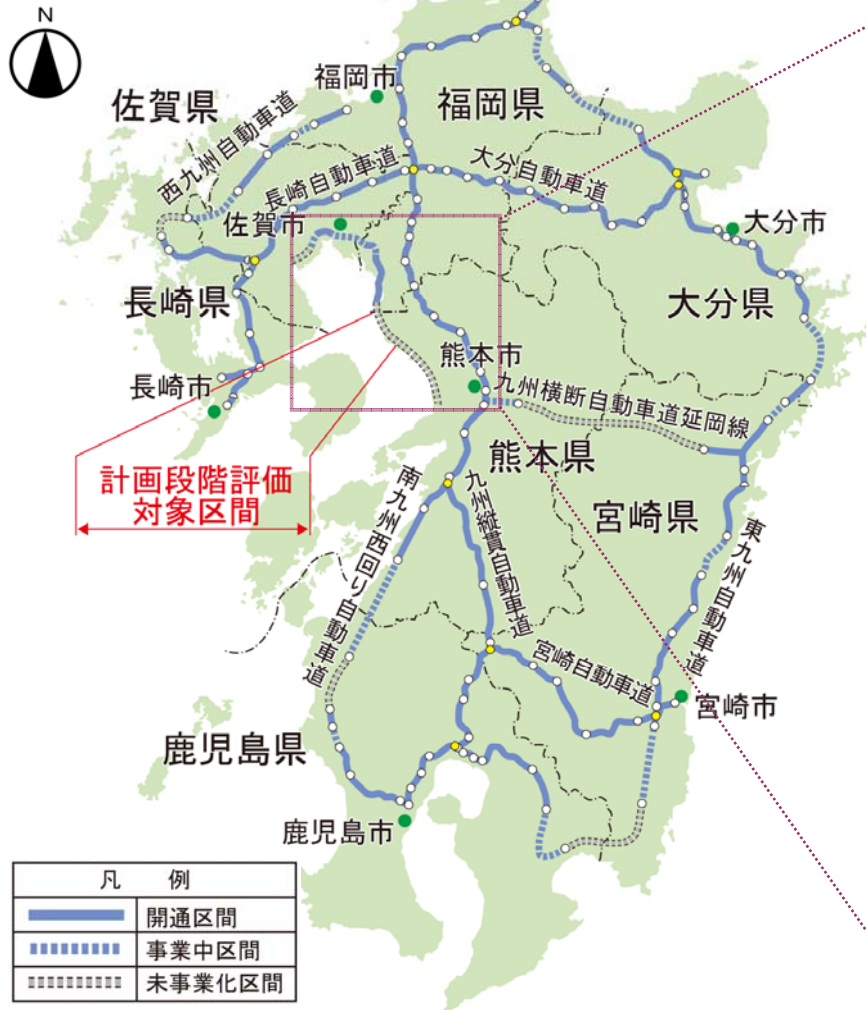 N
福岡市
佐賀県
福岡県
西九州自動車道
長崎自動車道
大分自動車道
佐賀市
大分市
長崎県
大分県
熊本市
長崎市
九州横断自動車道延岡線
熊本県
計画段階評価
対象区間
宮崎県
南九州西回り自動車道
九州縦貫自動車道
東九州自動車道
宮崎自動車道
宮崎市
鹿児島県
鹿児島市
凡 例
開通区間
事業中区間
未事業化区間